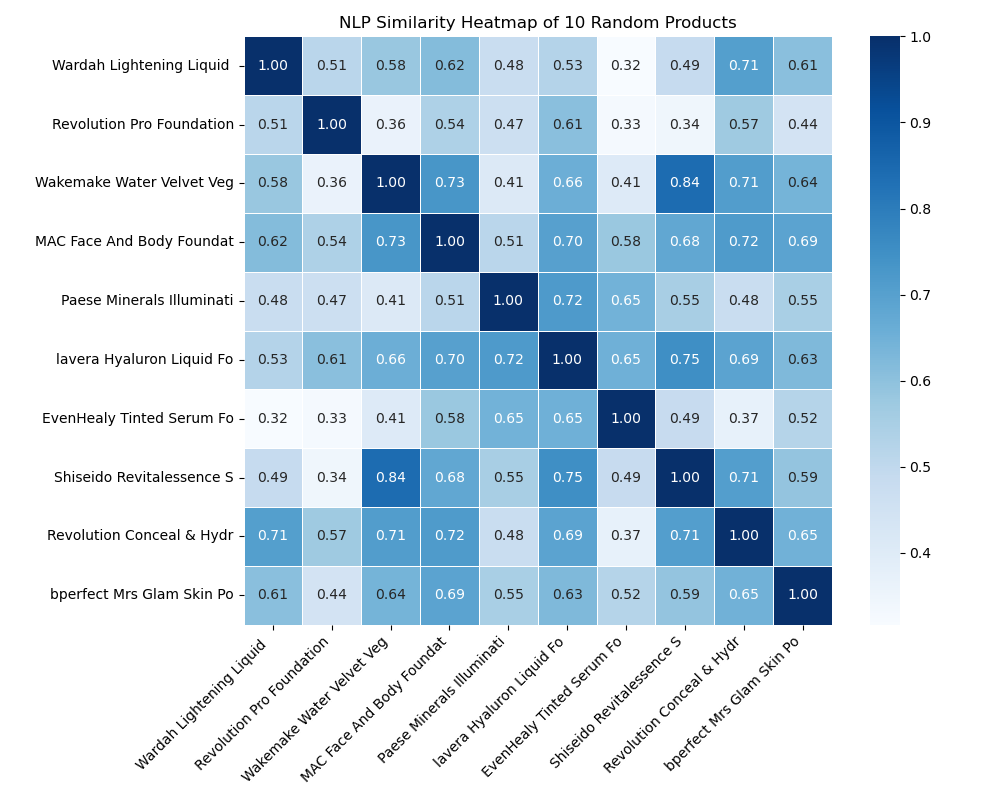 NLP Similarity Heatmap of 10 Random Products
Wardah Lightening Liquid 1.00 0.51 0.58 0.62 0.48 0.53 0.32 0.49 0.71 0.61
Revolution Pro Foundation 0.51 1.00 0.36 0.54 0.47 0.61 0.33 0.34 0.57 0.44
Wakemake Water Velvet Veg 0.58 0.36 1.00 0.73 0.41 0.66 0.41 0.84 0.71 0.64
MAC Face And Body Foundat 0.62 0.54 0.73 1.00 0.51 0.70 0.58 0.68 0.72 0.69
Paese Minerals Illuminati 0.48 0.47 0.41 0.51 1.00 0.72 0.65 0.55 0.48 0.55
lavera Hyaluron Liquid Fo 0.53 0.61 0.66 0.70 0.72 1.00 0.65 0.75 0.69 0.63
EvenHealy Tinted Serum Fo 0.32 0.33 0.41 0.58 0.65 0.65 1.00 0.49 0.37 0.52
Shiseido Revitalessence S 0.49 0.34 0.84 0.68 0.55 0.75 0.49 1.00 0.71 0.59
Revolution Conceal & Hydr 0.71 0.57 0.71 0.72 0.48 0.69 0.37 0.71 1.00 0.65
bperfect Mrs Glam Skin Po 0.61 0.44 0.64 0.69 0.55 0.63 0.52 0.59 0.65 1.00
Wardah Lightening Liquid
Revolution Pro Foundation
Wakemake Water Velvet Veg
MAC Face And Body Foundat
Paese Minerals Illuminati
lavera Hyaluron Liquid Fo
EvenHealy Tinted Serum Fo
Shiseido Revitalessence S
Revolution Conceal & Hydr
bperfect Mrs Glam Skin Po
1.0
0.9
0.8
0.7
0.6
0.5
0.4